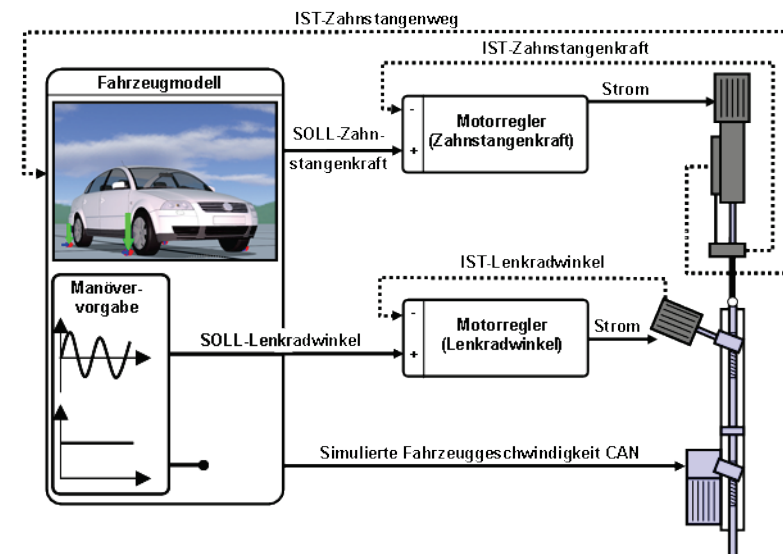 IST-Zahnstangenweg
IST-Zahnstangenkraft
Fahrzeugmodell
Strom
-
Motorregler
(Zahnstangenkraft)
+
SOLL-Zahn-
stangenkraft
IST-Lenkradwinkel
Manöver-
vorgabe
-
Motorregler
(Lenkradwinkel)
+
Strom
SOLL-Lenkradwinkel
Simulierte Fahrzeuggeschwindigkeit CAN